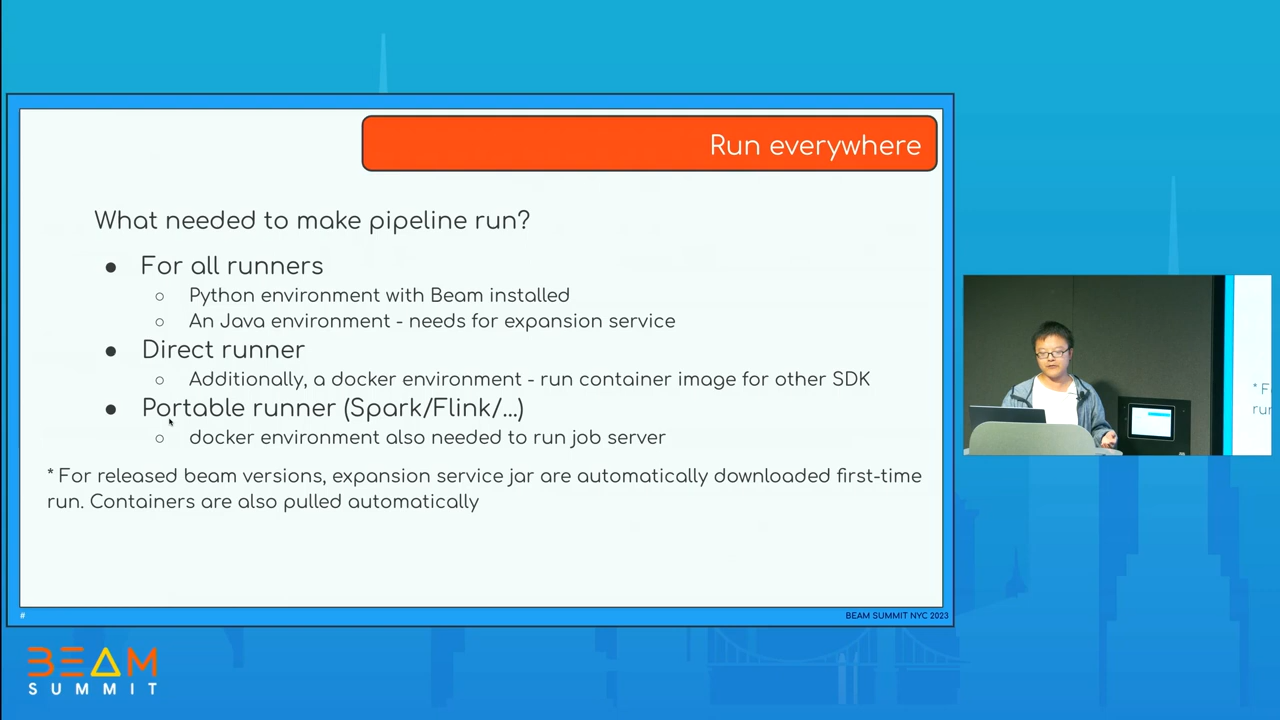 Run everywhere
What needed to make pipeline run?
● For all runners
○ Python environment with Beam installed
○ An Java environment - needs for expansion service
● Direct runner
○ Additionally, a docker environment - run container image for other SDK
● Portable runner (Spark/Flink/...)
○ docker environment also needed to run job server
* For released beam versions, expansion service jar are automatically downloaded first-time
run. Containers are also pulled automatically
* F
run
#
BEAM SUMMIT NYC 2023
BEAM
SUMMIT